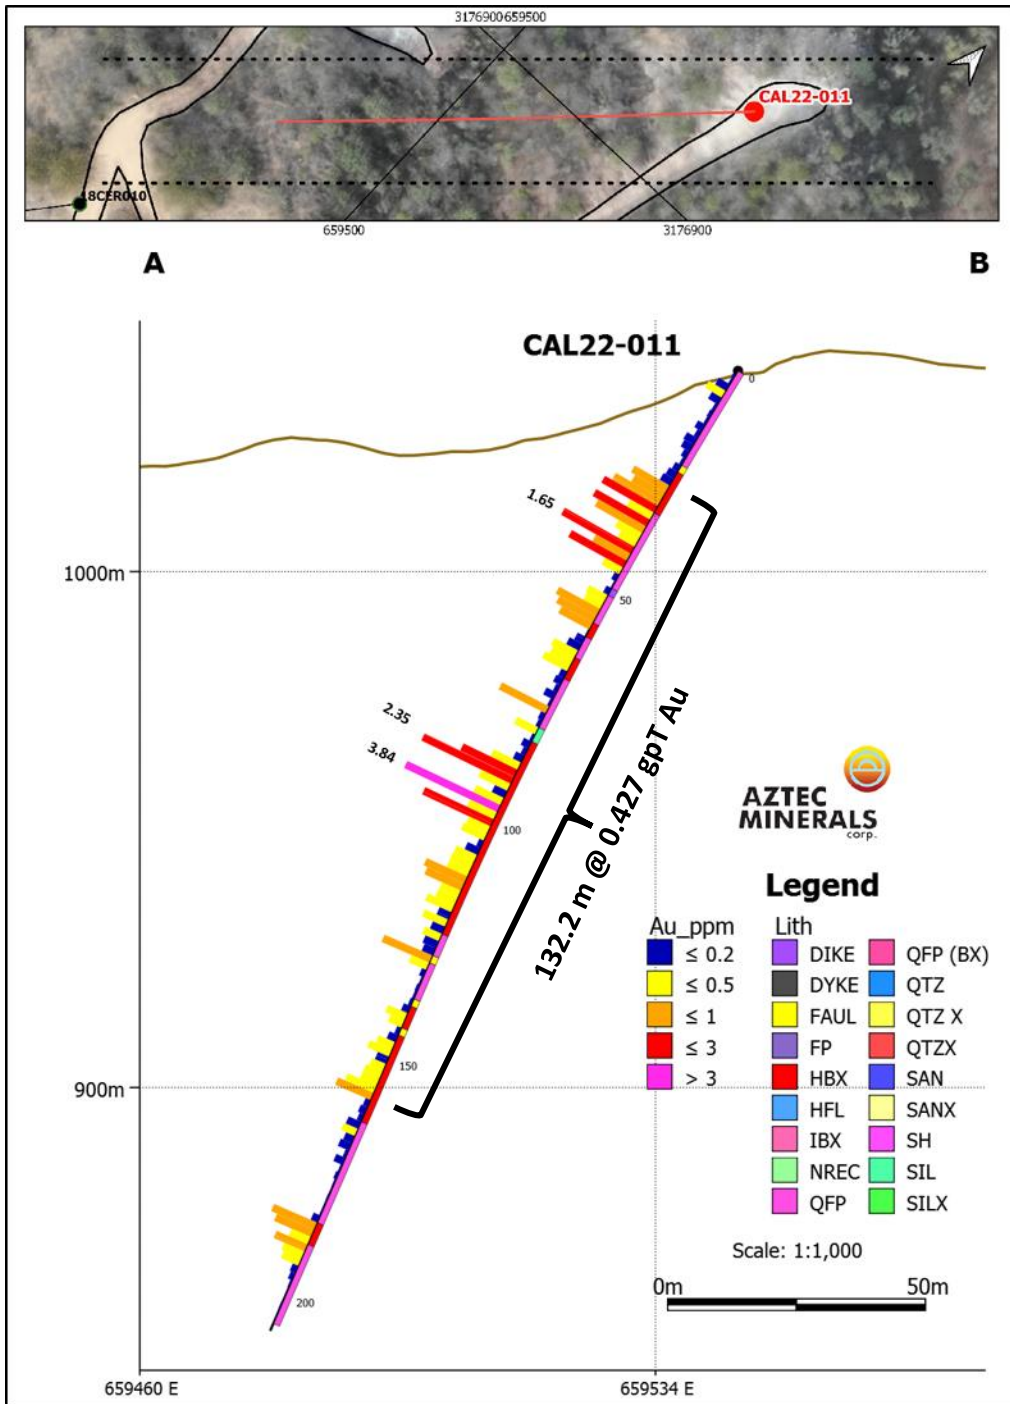 3176900659500
CAL22-011
18CER010
659500
3176900
A
B
CAL22-011
0
1.65
1000m
50
2.35
3.84
100
132.2 m @ 0.427 gpT Au
AZTEC
MINERALS
corp.
Legend
Au_ppm
≤ 0.2
≤ 0.5
≤ 1
≤ 3
> 3
Lith
DIKE
DYKE
FAUL
FP
HBX
HFL
IBX
NREC
QFP
QFP (BX)
QTZ
QTZ X
QTZX
SAN
SANX
SH
SIL
SILX
150
900m
Scale: 1:1,000
0m
50m
200
659460 E
659534 E